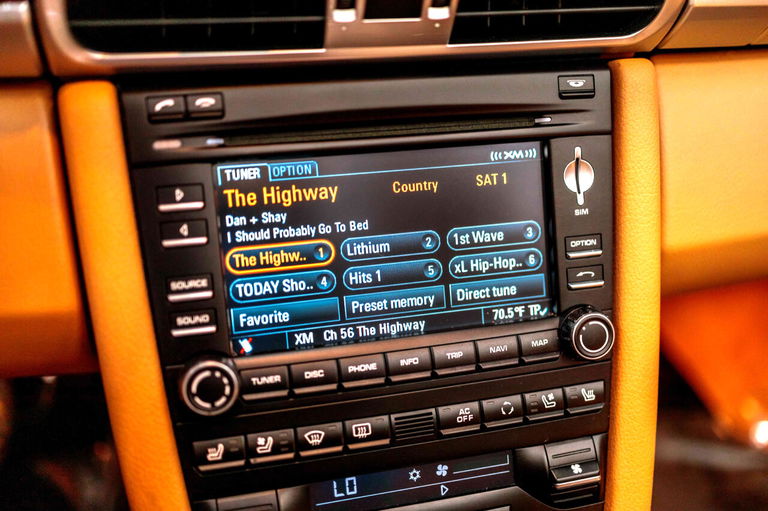 (((XM)))
TUNER OPTION
The Highway Country SAT 1
Dan + Shay
I Should Probably Go To Bed
The Highw.. 1 Lithium 2 1st Wave 3
TODAY Sho.. 4 Hits 1 5 xL Hip-Hop.. 6
Favorite Preset memory Direct tune
XM Ch 56 The Highway 70.5°F TP✓
SIM
OPTION
SOURCE
SOUND
TUNER DISC PHONE INFO TRIP NAVI MAP
AC OFF
LO